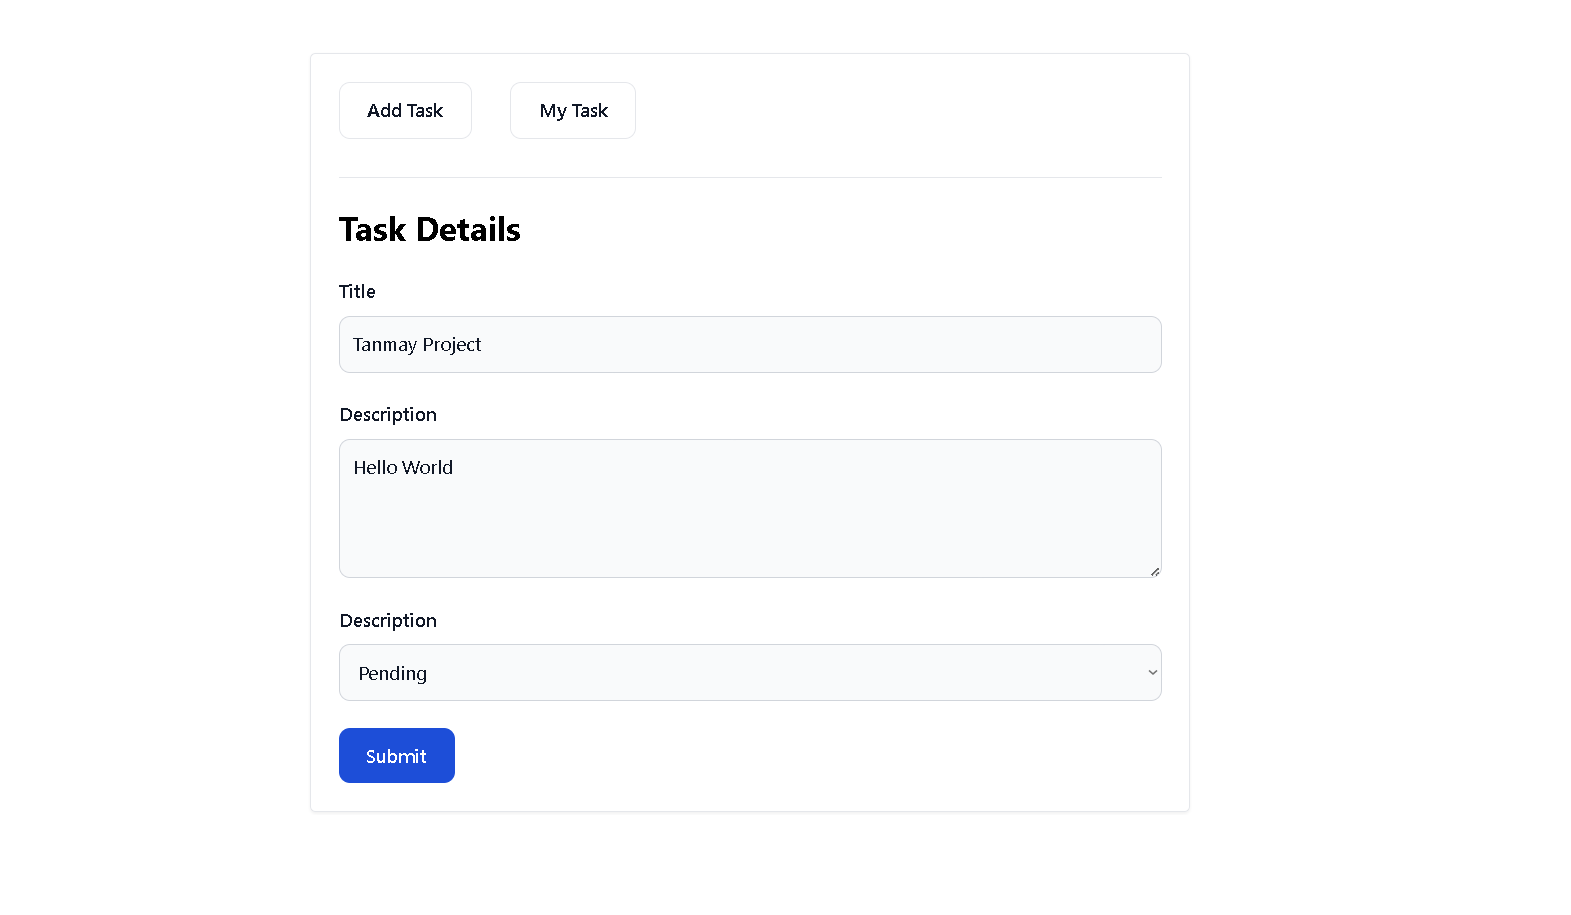 Add Task
My Task
Task Details
Title
Tanmay Project
Description
Hello World
Description
Pending
Submit